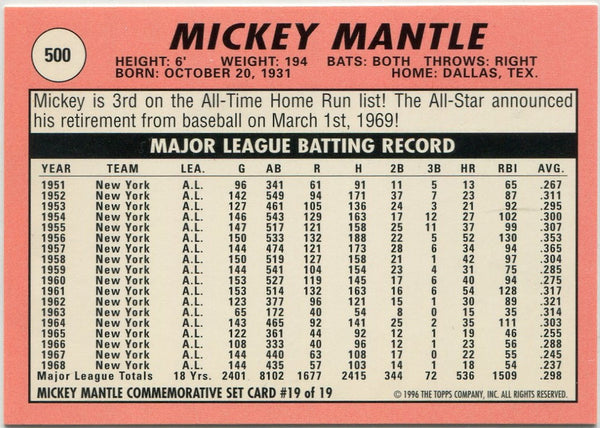 500
MICKEY MANTLE
HEIGHT: 6' WEIGHT: 194 BATS: BOTH THROWS: RIGHT
BORN: OCTOBER 20, 1931 HOME: DALLAS, TEX.
Mickey is 3rd on the All-Time Home Run list! The All-Star announced
his retirement from baseball on March 1st, 1969!
MAJOR LEAGUE BATTING RECORD
YEAR TEAM LEA. G AB R H 2B 3B HR RBI AVG.
1951 New York A.L. 96 341 61 91 11 5 13 65 .267
1952 New York A.L. 142 549 94 171 37 7 23 87 .311
1953 New York A.L. 127 461 105 136 24 3 21 92 .295
1954 New York A.L. 146 543 129 163 17 12 27 102 .300
1955 New York A.L. 147 517 121 158 25 11 37 99 .307
1956 New York A.L. 150 533 132 188 22 5 52 130 .353
1957 New York A.L. 144 474 121 173 28 6 34 94 .365
1958 New York A.L. 150 519 127 158 21 1 42 97 .304
1959 New York A.L. 144 541 104 154 23 4 31 75 .285
1960 New York A.L. 153 527 119 145 17 6 40 94 .275
1961 New York A.L. 153 514 132 163 16 6 54 128 .317
1962 New York A.L. 123 377 96 121 15 1 30 89 .321
1963 New York A.L. 65 172 40 54 8 0 15 35 .314
1964 New York A.L. 143 465 92 141 25 2 35 111 .303
1965 New York A.L. 122 361 44 92 12 1 19 46 .255
1966 New York A.L. 108 333 40 96 12 1 23 56 .288
1967 New York A.L. 144 440 63 108 17 0 22 55 .245
1968 New York A.L. 144 435 57 103 14 1 18 54 .237
Major League Totals 18 Yrs. 2401 8102 1677 2415 344 72 536 1509 .298
MICKEY MANTLE COMMEMORATIVE SET CARD #19 of 19 © 1996 THE TOPPS COMPANY, INC. ALL RIGHTS RESERVED.